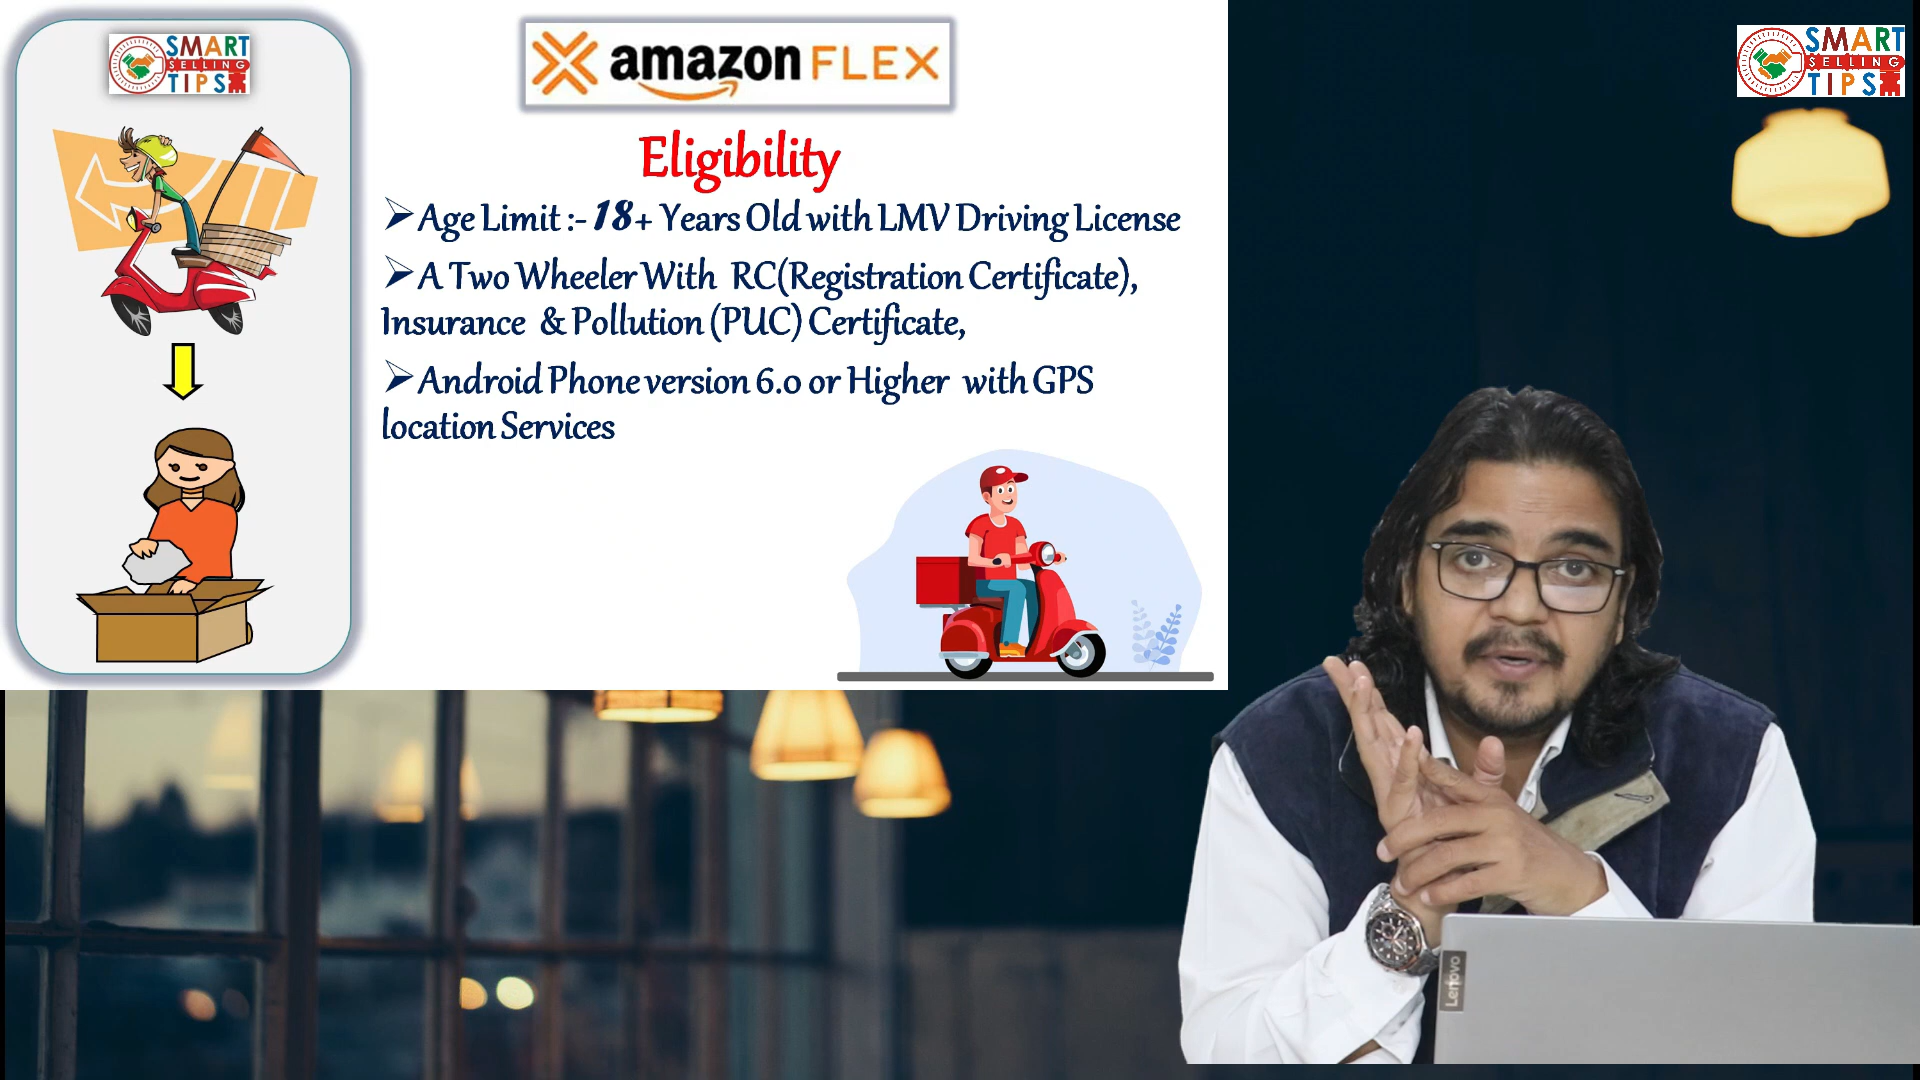 SMART
SELLING
TIPS
amazon FLEX
SMART
SELLING
TIPS
Eligibility
➢Age Limit :- 18+ Years Old with LMV Driving License
➢A Two Wheeler With RC(Registration Certificate),
Insurance & Pollution (PUC) Certificate,
➢Android Phone version 6.0 or Higher with GPS
location Services
Lenovo